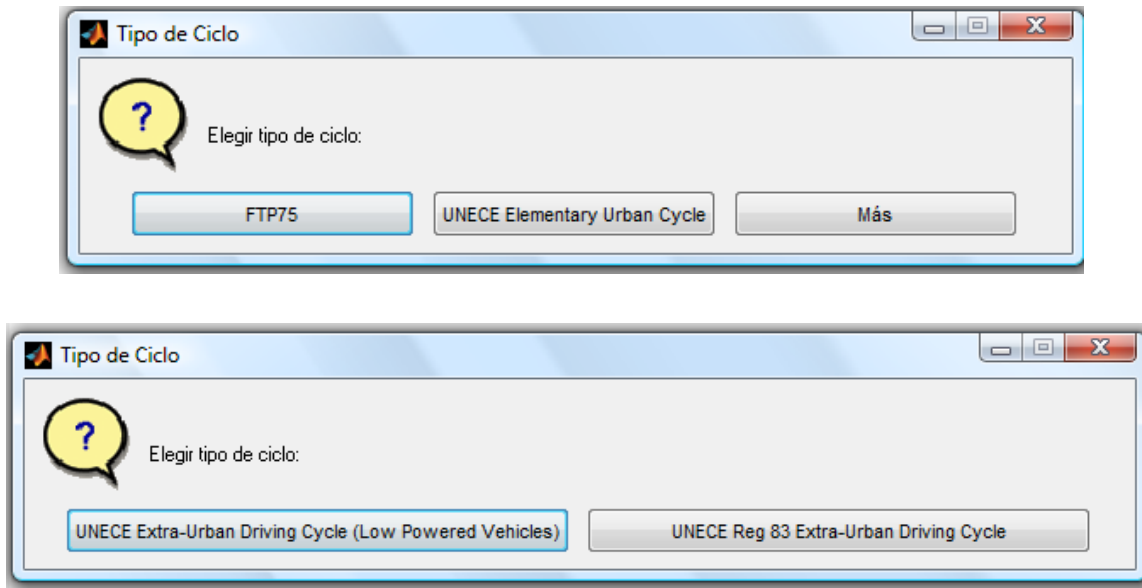 Tipo de Ciclo
?
Elegir tipo de ciclo:
FTP75 UNECE Elementary Urban Cycle Más
Tipo de Ciclo
?
Elegir tipo de ciclo:
UNECE Extra-Urban Driving Cycle (Low Powered Vehicles) UNECE Reg 83 Extra-Urban Driving Cycle